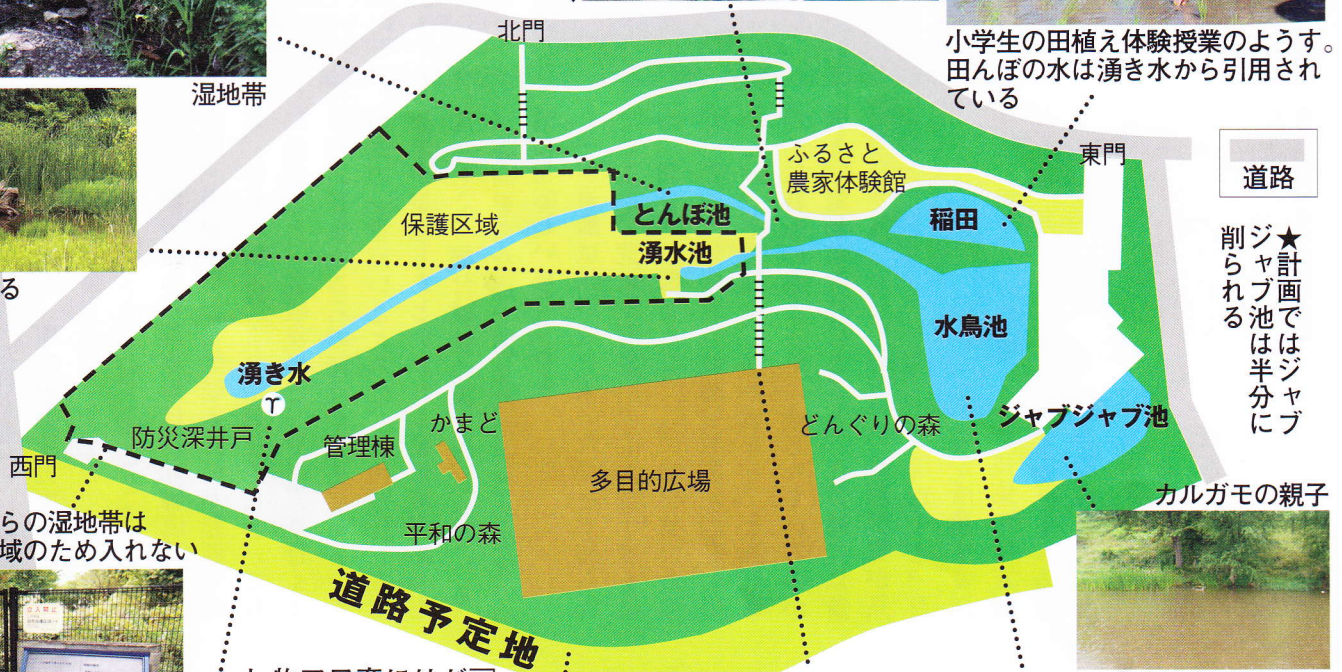 北門
小学生の田植え体験授業のようす。
田んぼの水は湧き水から引用され
ている
湿地帯
東門
道路
ふるさと
農家体験館
保護区域
とんぼ池
稲田
湧水池
★計画ではジャブ
ジャブ池は半分に
削られる
る
水鳥池
湧き水
かまど
どんぐりの森
ジャブジャブ池
防災深井戸
管理棟
西門
多目的広場
カルガモの親子
らの湿地帯は
域のため入れない
平和の森
道路予定地
立入禁止